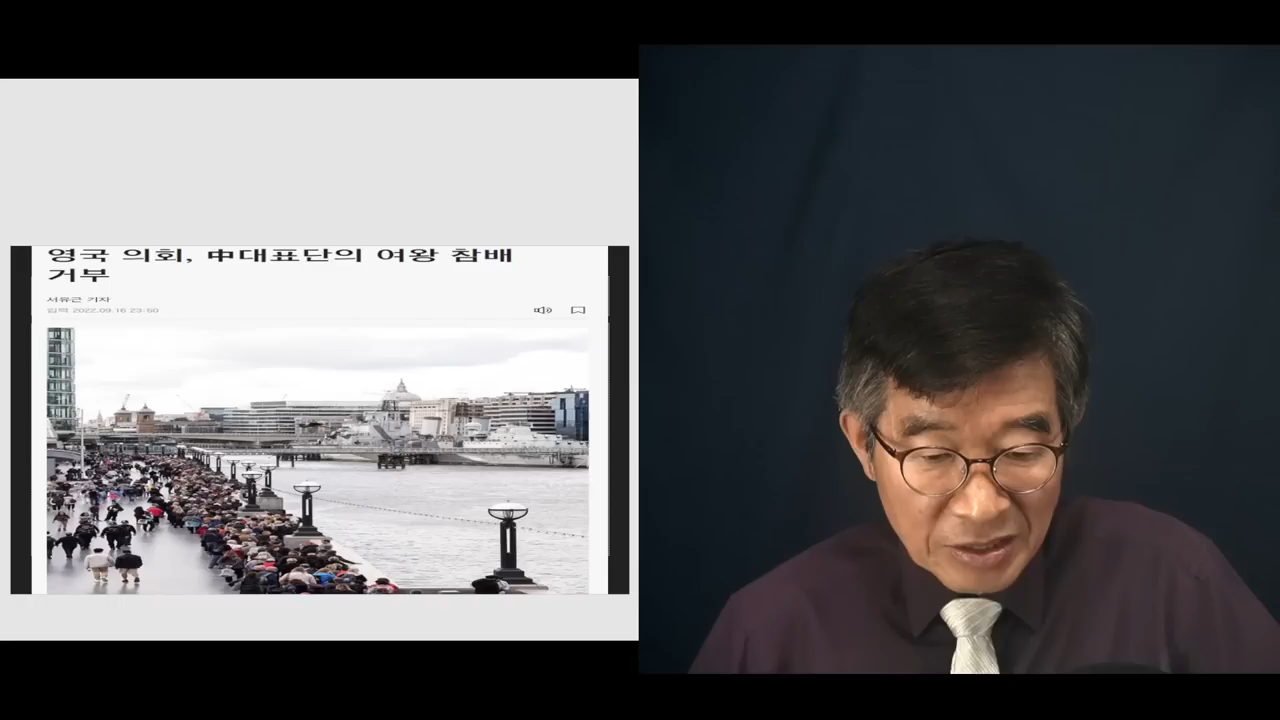 영국 의회, 中대표단의 여왕 참배
거부
서유근 기자
입력 2022.09.16 23:50